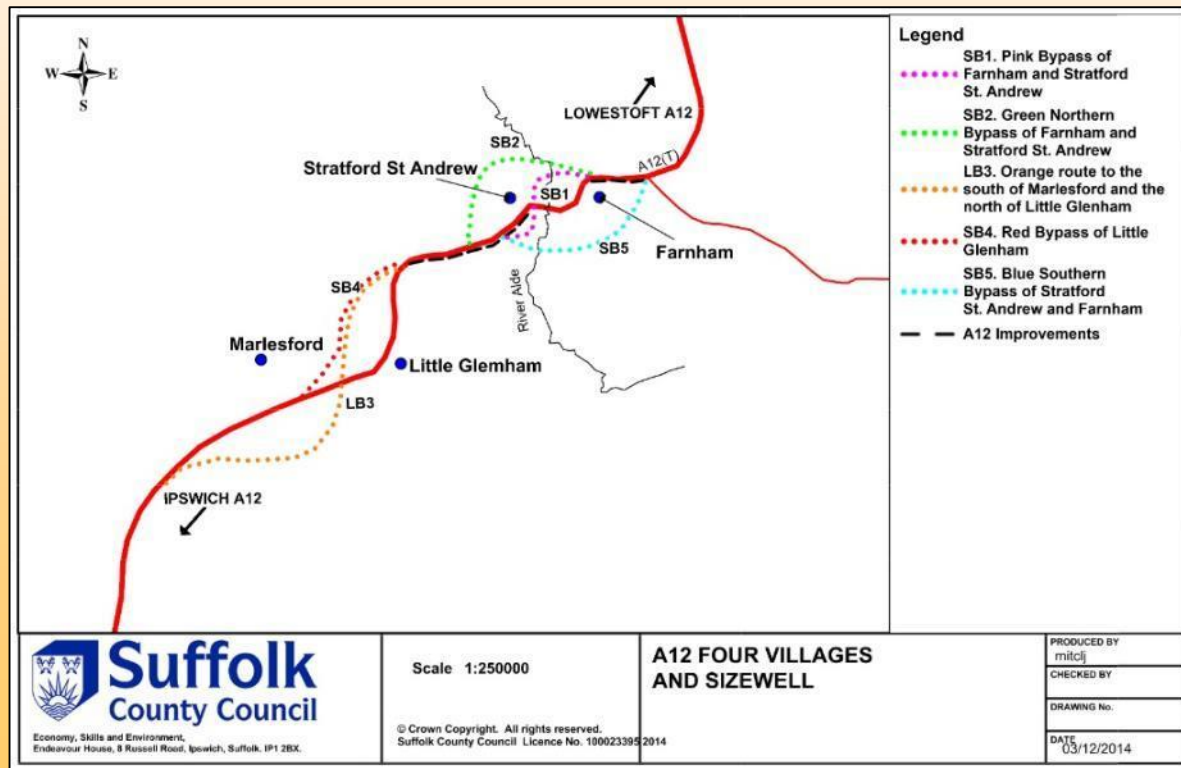 N
W
E
S
LOWESTOFT A12
SB2
A12(T)
Stratford St Andrew
SB1
SB5
Farnham
SB4
River Alde
Marlesford
Little Glemham
LB3
IPSWICH A12
Legend
SB1. Pink Bypass of
Farnham and Stratford
St. Andrew
SB2. Green Northern
Bypass of Farnham and
Stratford St. Andrew
LB3. Orange route to the
south of Marlesford and the
north of Little Glenham
SB4. Red Bypass of Little
Glenham
SB5. Blue Southern
Bypass of Stratford
St. Andrew and Farnham
A12 Improvements
Suffolk
County Council
Economy, Skills and Environment,
Endeavour House, 8 Russell Road, Ipswich, Suffolk. IP1 2BX.
Scale 1:250000
© Crown Copyright. All rights reserved.
Suffolk County Council Licence No. 100023395 2014
A12 FOUR VILLAGES
AND SIZEWELL
PRODUCED BY
mitclj
CHECKED BY
DRAWING No.
DATE
03/12/2014